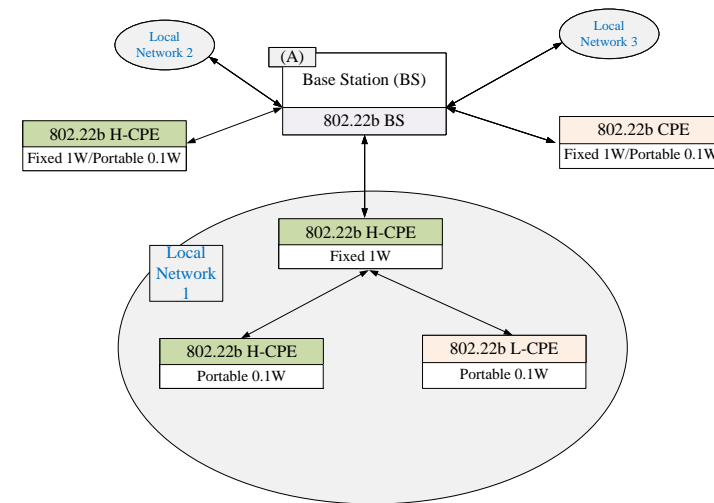 Local
Network 2
Local
Network 3
(A)
Base Station (BS)
802.22b BS
802.22b H-CPE
Fixed 1W/Portable 0.1W
802.22b CPE
Fixed 1W/Portable 0.1W
802.22b H-CPE
Fixed 1W
Local
Network
1
802.22b H-CPE
Portable 0.1W
802.22b L-CPE
Portable 0.1W